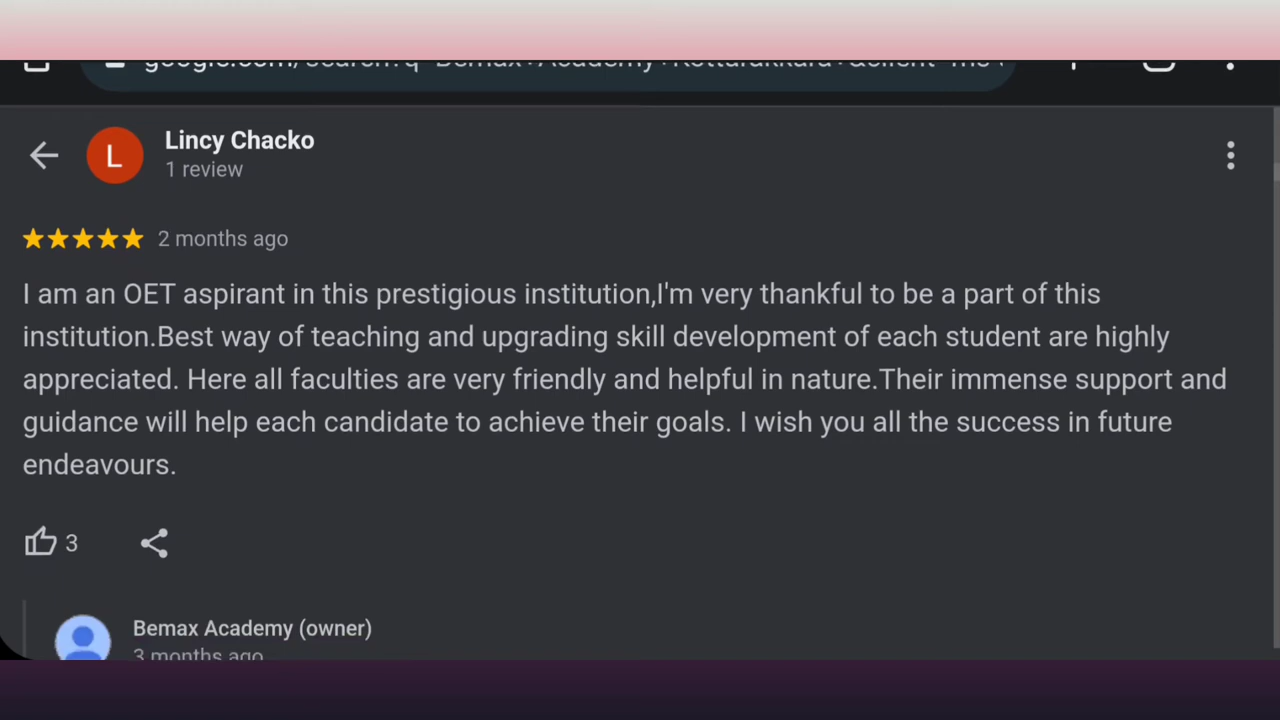 Lincy Chacko
L
1 review
2 months ago
I am an OET aspirant in this prestigious institution,I'm very thankful to be a part of this
institution.Best way of teaching and upgrading skill development of each student are highly
appreciated. Here all faculties are very friendly and helpful in nature.Their immense support and
guidance will help each candidate to achieve their goals. I wish you all the success in future
endeavours.
3
Bemax Academy (owner)
3 months ago